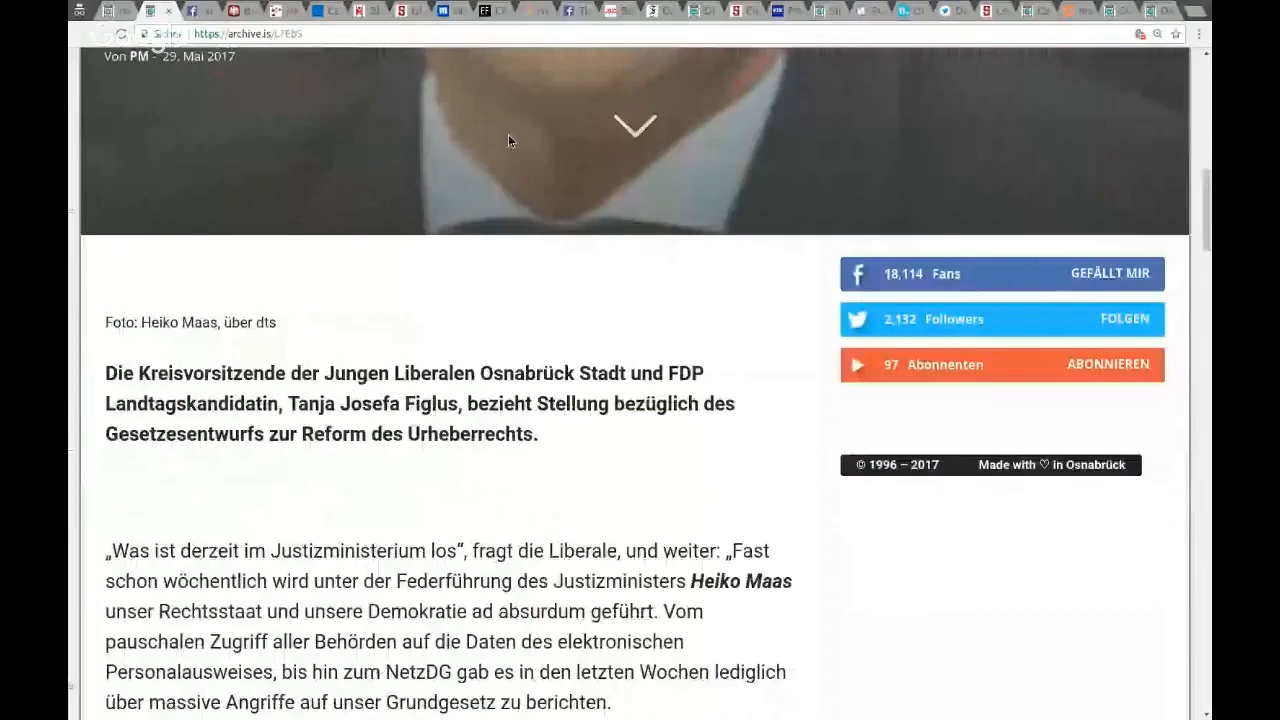 Sicher https://archive.is/L7EbS
Von PM - 29. Mai 2017
18,114 Fans GEFÄLLT MIR
Foto: Heiko Maas, über dts
2,132 Followers FOLGEN
97 Abonnenten ABONNIEREN
Die Kreisvorsitzende der Jungen Liberalen Osnabrück Stadt und FDP
Landtagskandidatin, Tanja Josefa Figlus, bezieht Stellung bezüglich des
Gesetzesentwurfs zur Reform des Urheberrechts.
© 1996 – 2017 Made with ♡ in Osnabrück
„Was ist derzeit im Justizministerium los“, fragt die Liberale, und weiter: „Fast
schon wöchentlich wird unter der Federführung des Justizministers Heiko Maas
unser Rechtsstaat und unsere Demokratie ad absurdum geführt. Vom
pauschalen Zugriff aller Behörden auf die Daten des elektronischen
Personalausweises, bis hin zum NetzDG gab es in den letzten Wochen lediglich
über massive Angriffe auf unser Grundgesetz zu berichten.